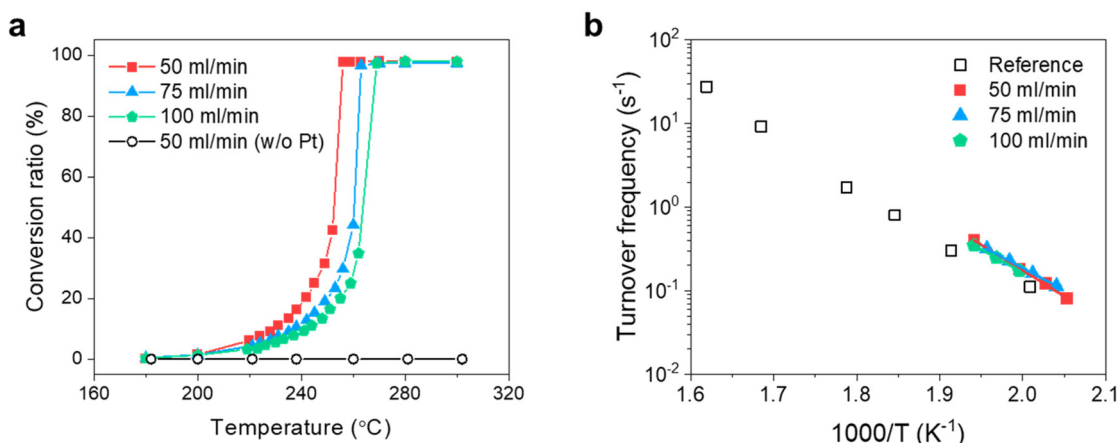 a
100
80
60
40
20
0
160
200
240
280
320
Conversion ratio (%)
Temperature (°C)
50 ml/min
75 ml/min
100 ml/min
50 ml/min (w/o Pt)
b
10²
10¹
10⁰
10⁻¹
10⁻²
1.6
1.7
1.8
1.9
2.0
2.1
Turnover frequency (s⁻¹)
1000/T (K⁻¹)
Reference
50 ml/min
75 ml/min
100 ml/min